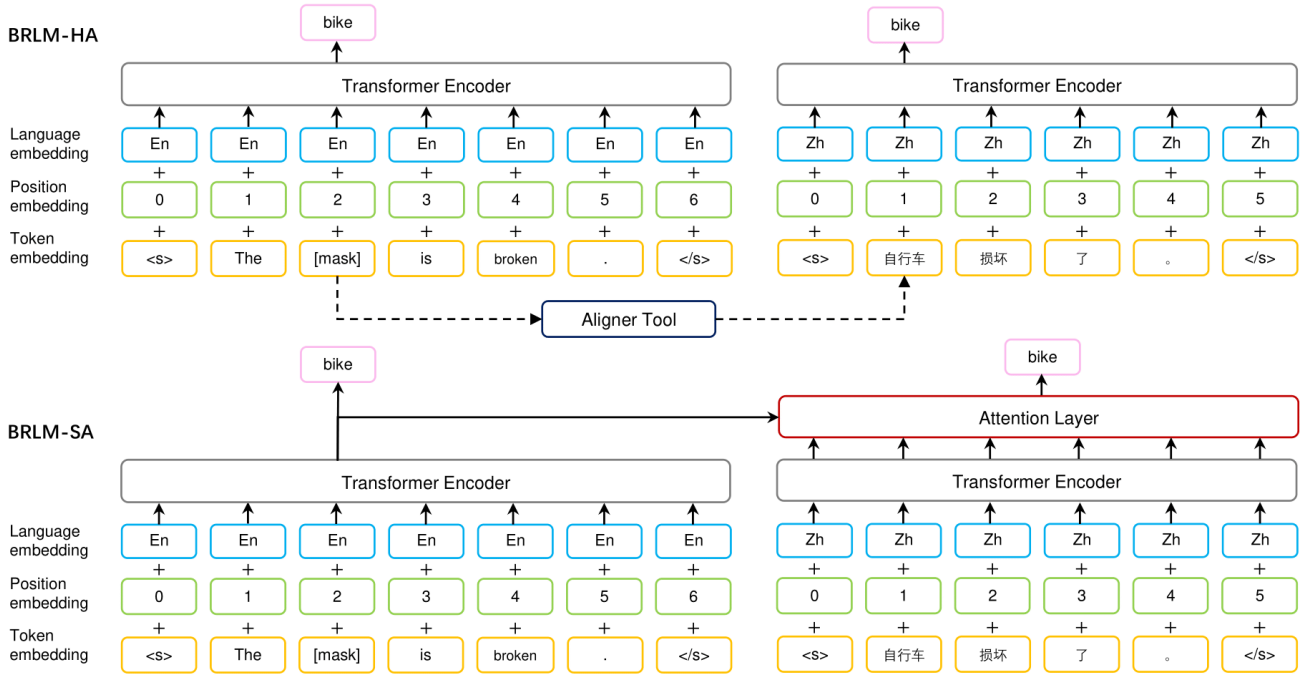 BRLM-HA
bike
bike
Transformer Encoder
Transformer Encoder
Language embedding
En En En En En En En
Zh Zh Zh Zh Zh Zh
+ + + + + + +
+ + + + + +
Position embedding
0 1 2 3 4 5 6
0 1 2 3 4 5
+ + + + + + +
+ + + + + +
Token embedding
<s> The [mask] is broken . </s>
<s> 自行车 损坏 了 。 </s>
Aligner Tool
BRLM-SA
bike
bike
Attention Layer
Transformer Encoder
Transformer Encoder
Language embedding
En En En En En En En
Zh Zh Zh Zh Zh Zh
+ + + + + + +
+ + + + + +
Position embedding
0 1 2 3 4 5 6
0 1 2 3 4 5
+ + + + + + +
+ + + + + +
Token embedding
<s> The [mask] is broken . </s>
<s> 自行车 损坏 了 。 </s>